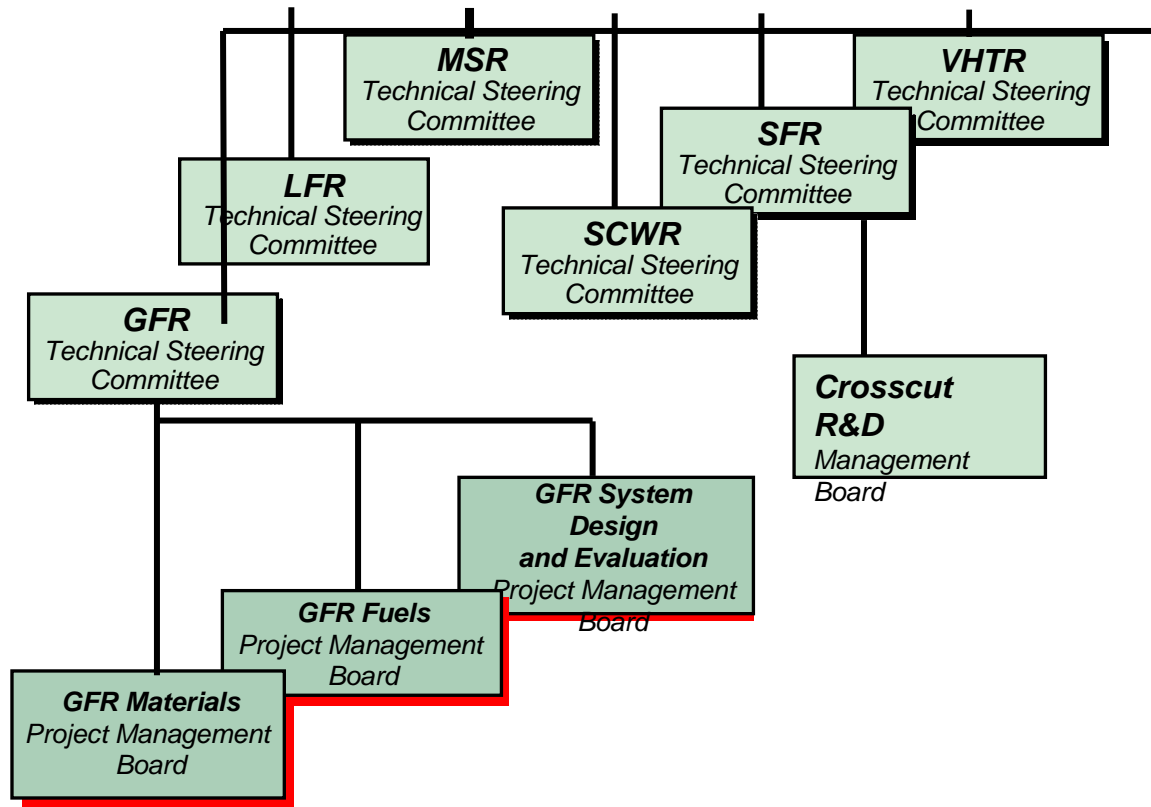 MSR
Technical Steering
Committee
VHTR
Technical Steering
Committee
SFR
Technical Steering
Committee
LFR
Technical Steering
Committee
SCWR
Technical Steering
Committee
GFR
Technical Steering
Committee
Crosscut
R&D
Management
Board
GFR System
Design
and Evaluation
Project Management
Board
GFR Fuels
Project Management
Board
GFR Materials
Project Management
Board